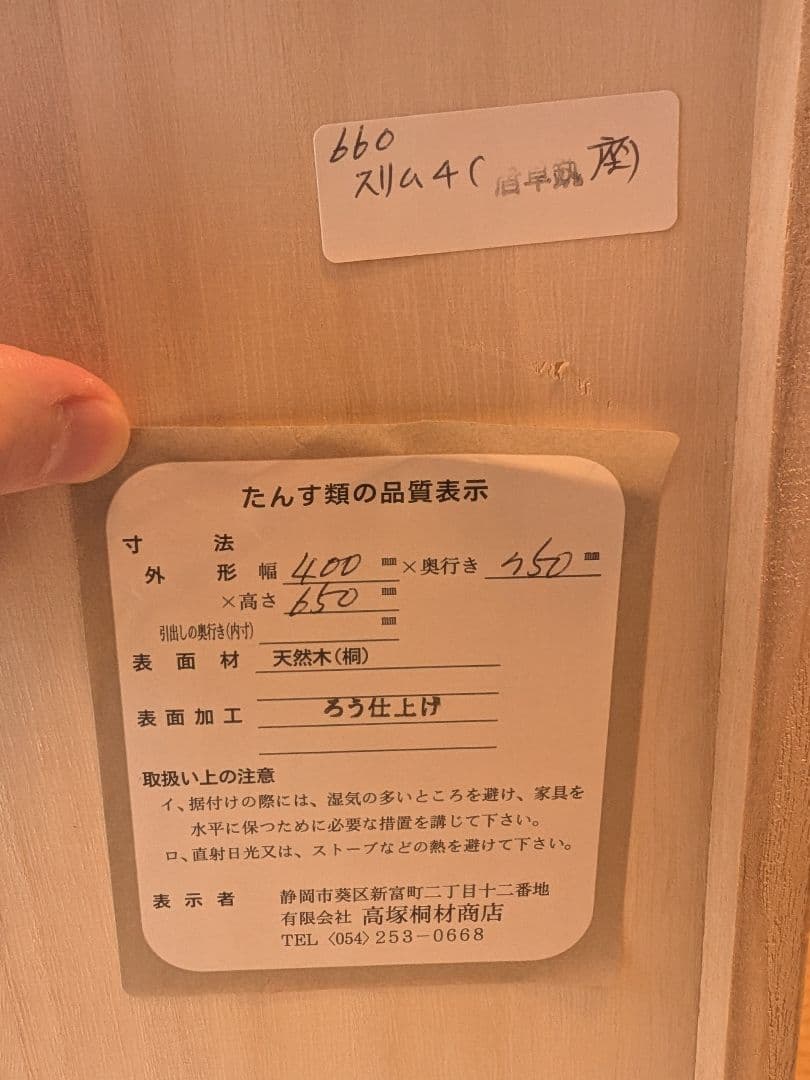 660
スリム4( 座)
たんす類の品質表示
寸法
外形 幅 400 mm ×奥行き 750 mm
×高さ 650 mm
引出しの奥行き(内寸) mm
表面材 天然木(桐)
表面加工 ろう仕上げ
取扱い上の注意
イ、据付けの際には、湿気の多いところを避け、家具を
水平に保つために必要な措置を講じて下さい。
ロ、直射日光又は、ストーブなどの熱を避けて下さい。
表示者 静岡市葵区新富町二丁目十二番地
有限会社 高塚桐材商店
TEL〈054〉253-0668